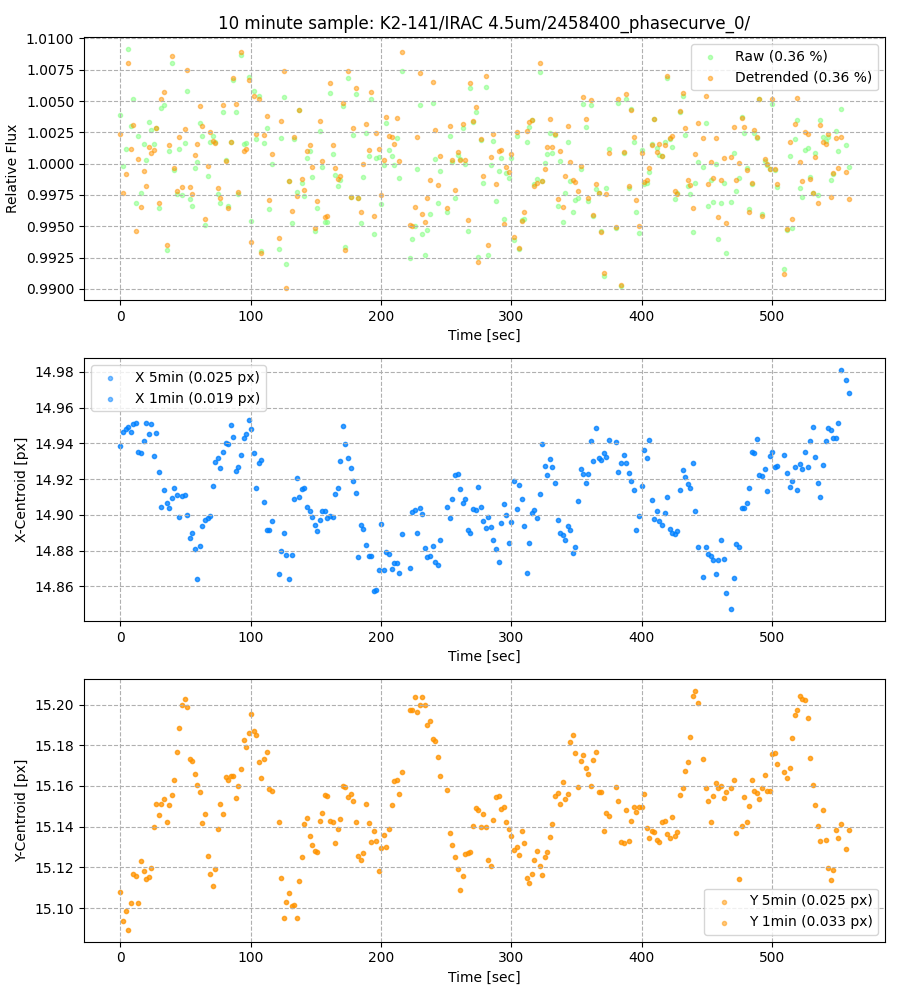 10 minute sample: K2-141/IRAC 4.5um/2458400_phasecurve_0/
1.0100
1.0075
1.0050
1.0025
1.0000
0.9975
0.9950
0.9925
0.9900
Relative Flux
Raw (0.36 %)
Detrended (0.36 %)
0 100 200 300 400 500
Time [sec]
14.98
14.96
14.94
14.92
14.90
14.88
14.86
X-Centroid [px]
X 5min (0.025 px)
X 1min (0.019 px)
0 100 200 300 400 500
Time [sec]
15.20
15.18
15.16
15.14
15.12
15.10
Y-Centroid [px]
Y 5min (0.025 px)
Y 1min (0.033 px)
0 100 200 300 400 500
Time [sec]